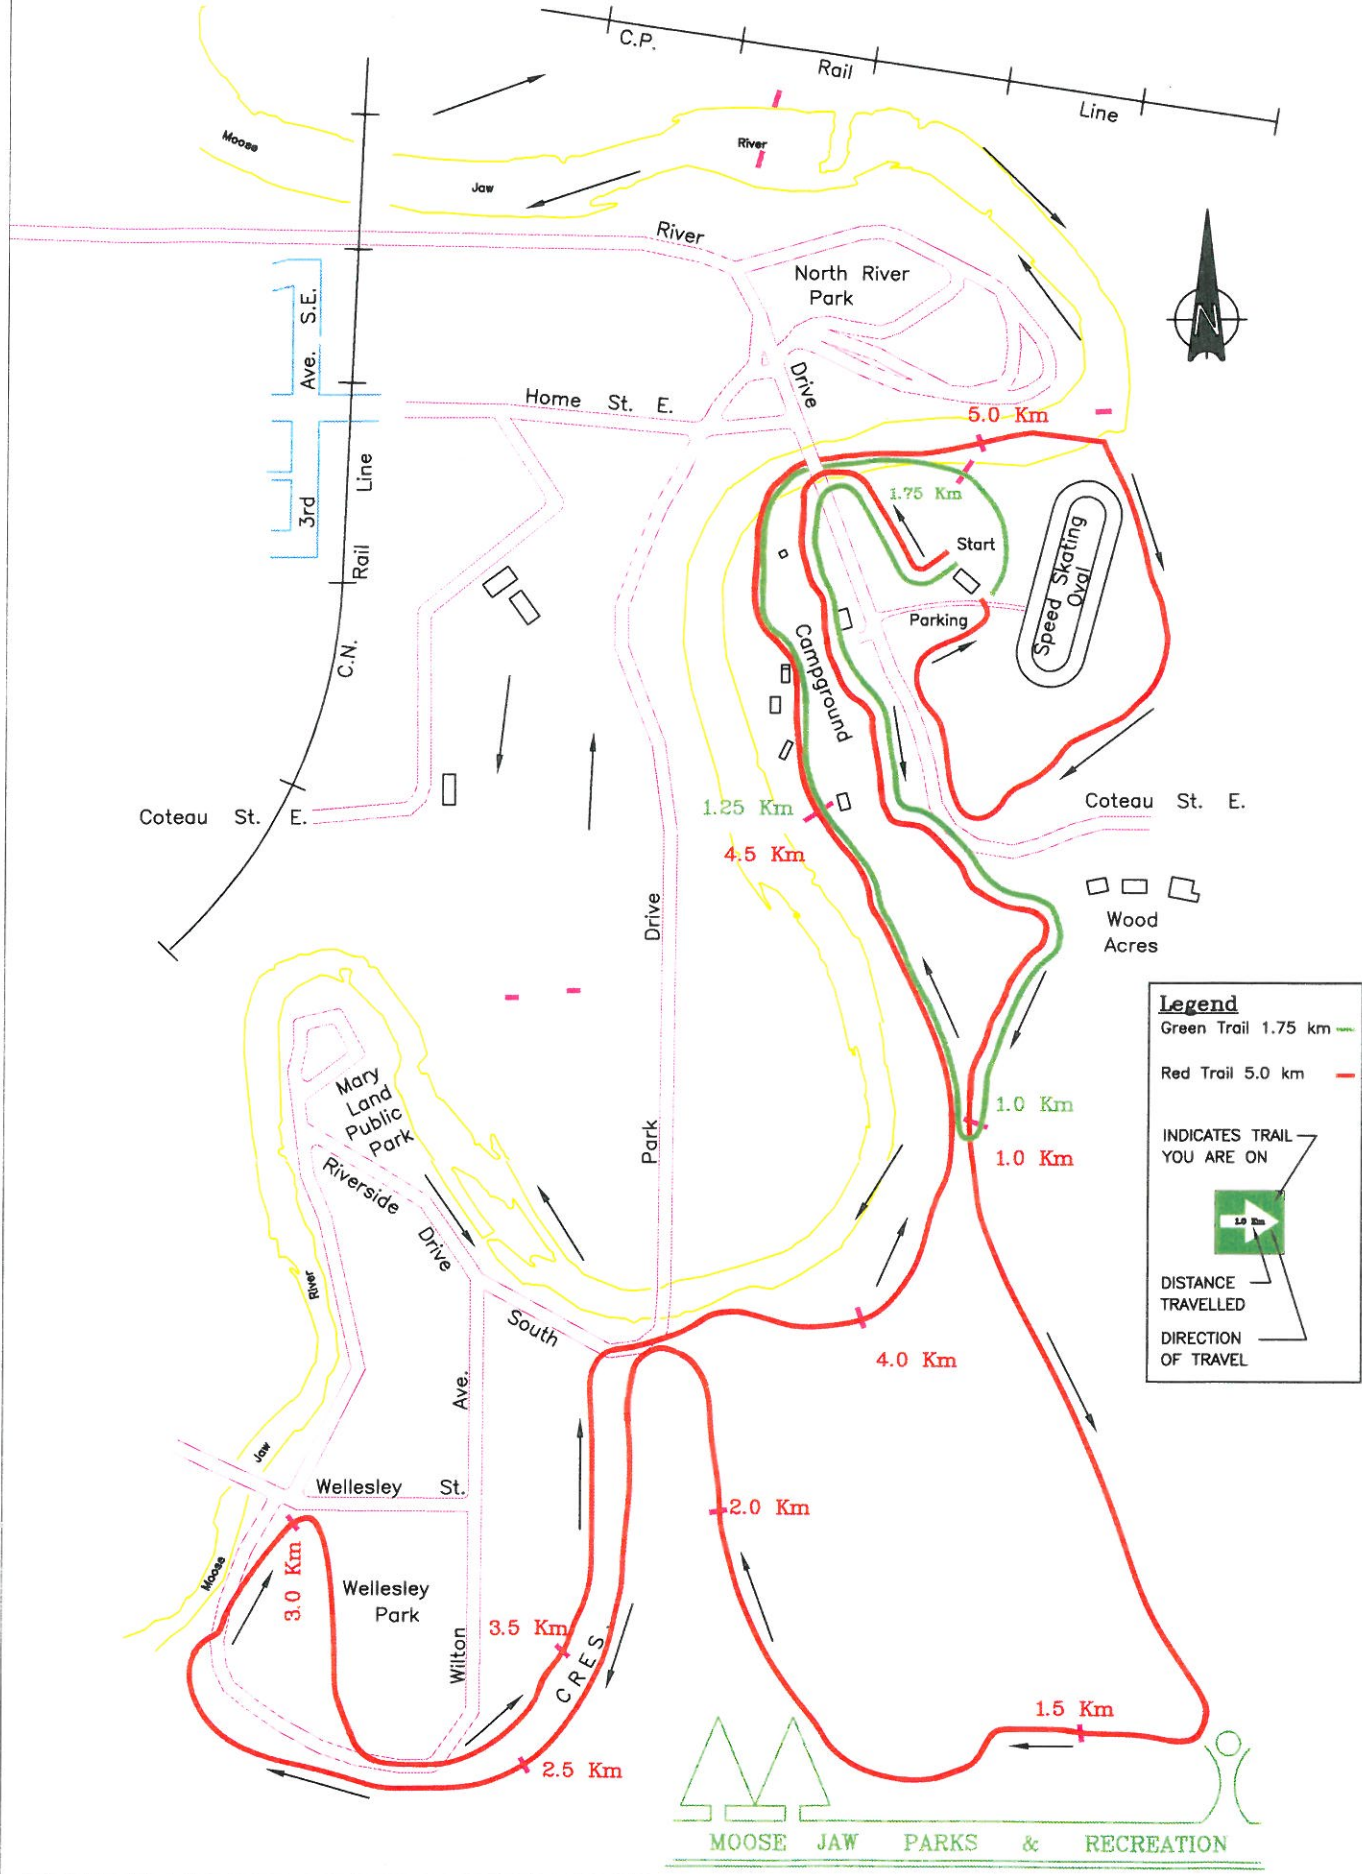 C.P. Rail Line
Moose Jaw River
River Drive
North River
Park
3rd Ave. S.E.
Home St. E.
C.N. Rail Line
5.0 Km
1.75 Km
Start
Parking
Speed Skating
Oval
Campground
N
Coteau St. E.
1.25 Km
4.5 Km
Coteau St. E.
Wood
Acres
Park Drive
Mary
Land
Public
Park
Riverside Drive South
1.0 Km
1.0 Km
Legend
Green Trail 1.75 km
Red Trail 5.0 km
INDICATES TRAIL
YOU ARE ON
1.0 Km
DISTANCE
TRAVELLED
DIRECTION
OF TRAVEL
4.0 Km
Moose Jaw River
Wellesley St.
Wilton Ave.
2.0 Km
3.0 Km
Wellesley
Park
3.5 Km
CRES.
1.5 Km
2.5 Km
MOOSE JAW PARKS & RECREATION